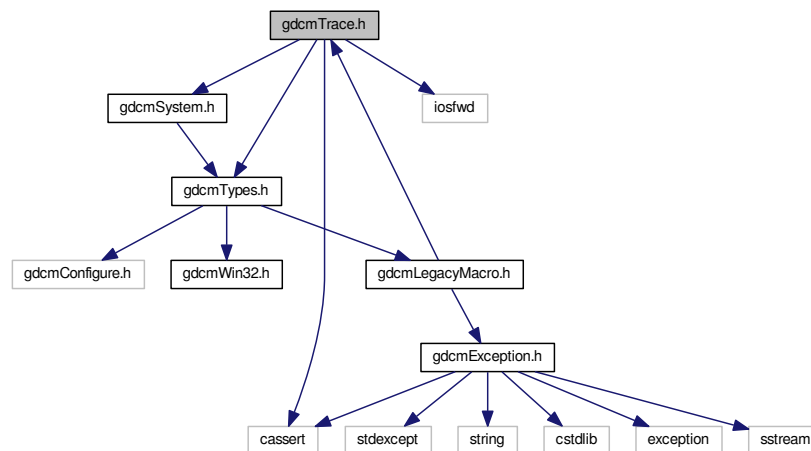 gdcmTrace.h
gdcmSystem.h
iosfwd
gdcmTypes.h
gdcmConfigure.h
gdcmWin32.h
gdcmLegacyMacro.h
gdcmException.h
cassert
stdexcept
string
cstdlib
exception
sstream